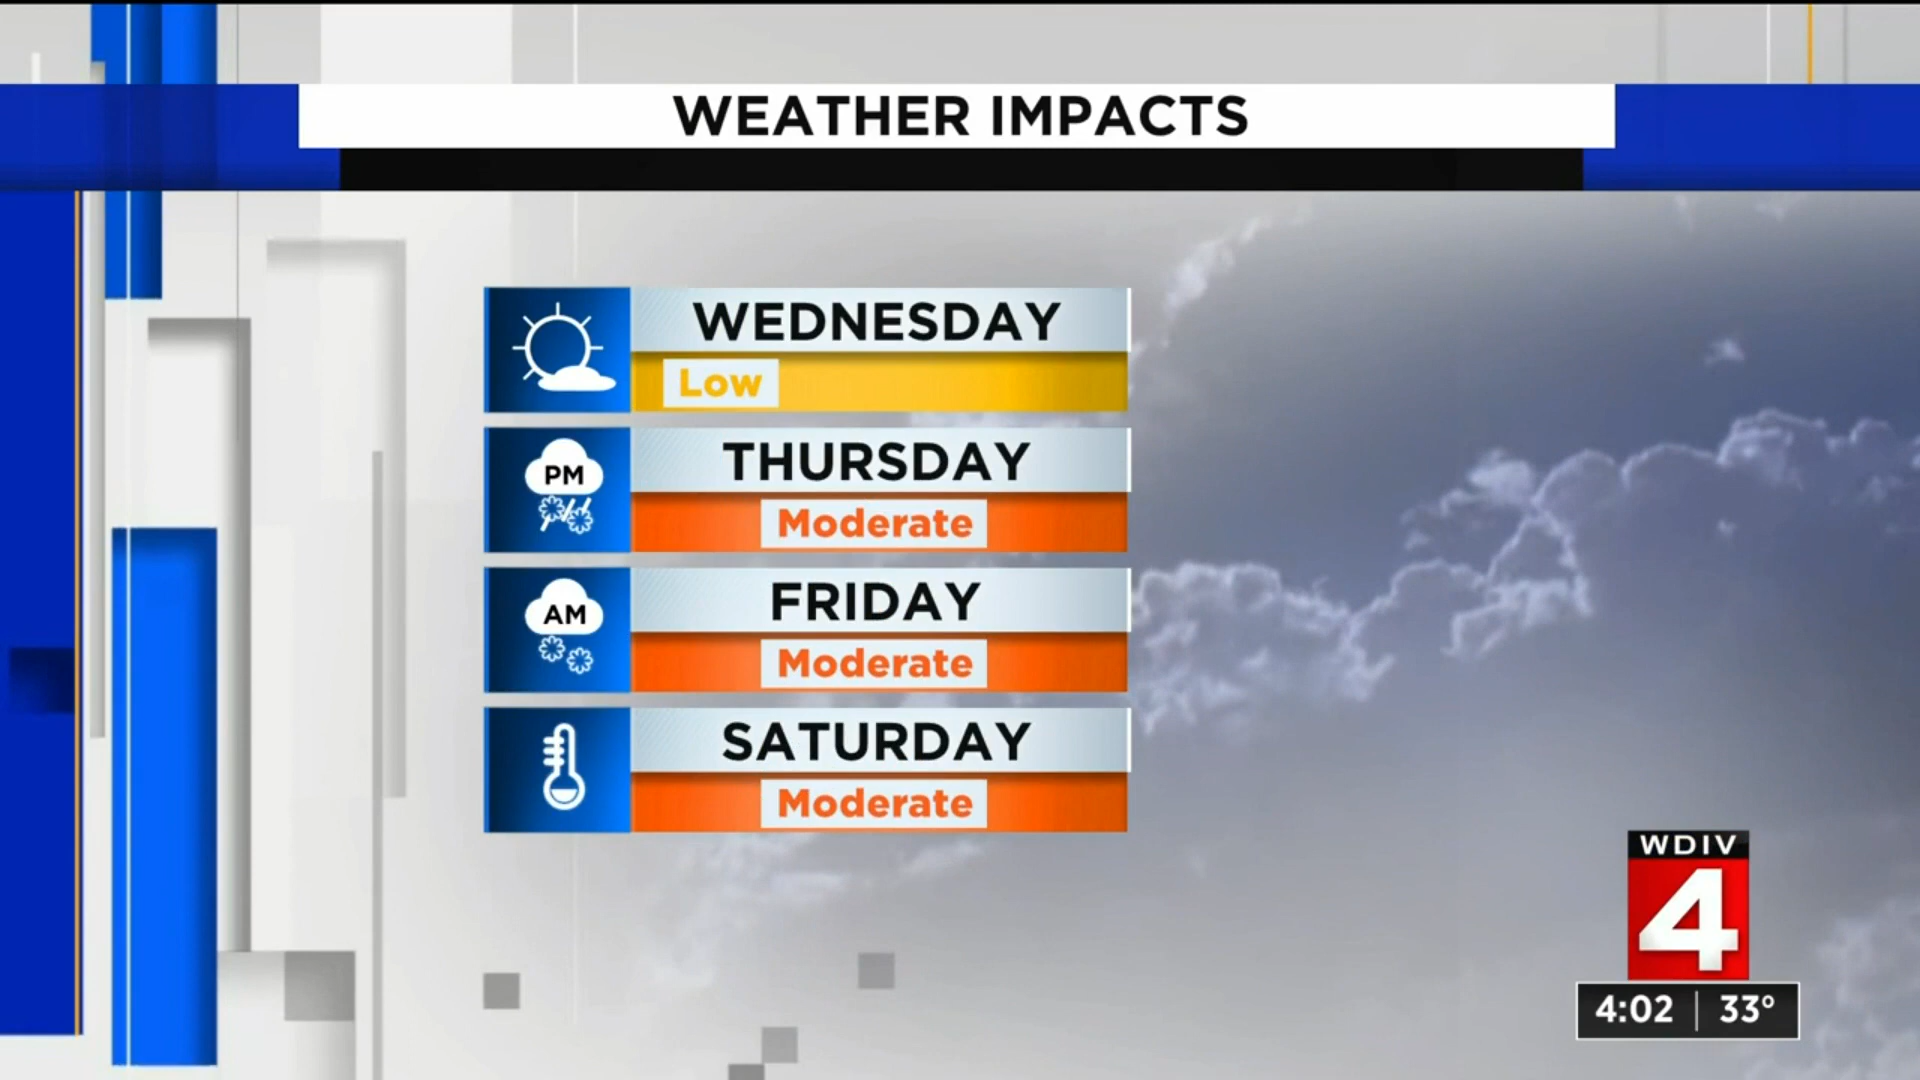 WEATHER IMPACTS
WEDNESDAY
Low
PM
THURSDAY
Moderate
AM
FRIDAY
Moderate
SATURDAY
Moderate
WDIV
4
4:02 33°